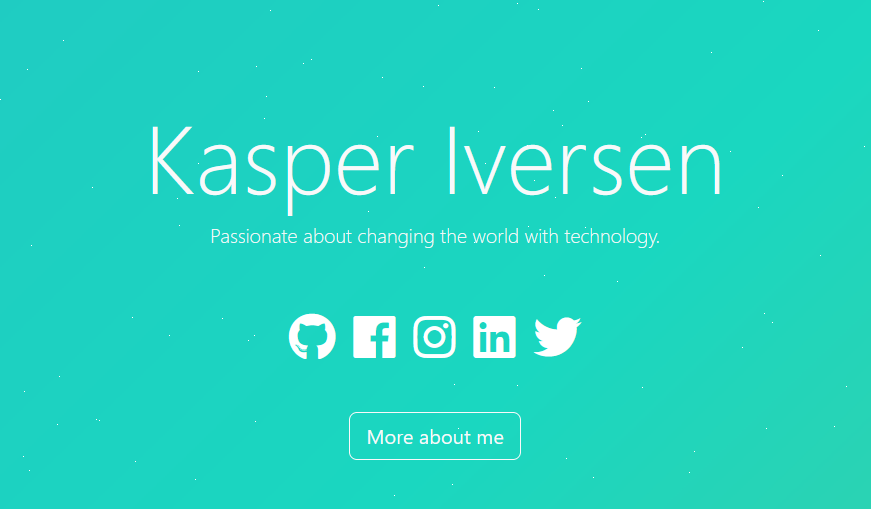 Kasper Iversen
Passionate about changing the world with technology.
More about me